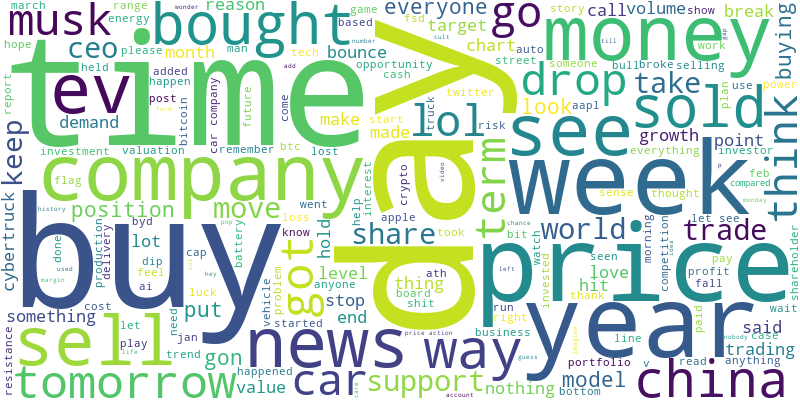 musk
bought
reason
everyone
go
call
volume
show
break
march
range
energy
hope
please
based
story
ceo
month
man
bounce
target
chart
fsd
cult
auto
street
money
someone
work
plan
buying
ev
time
held
added
happen
tech
opportunity
cash
number
bull
broke
selling
gap
report
post
twitter
drop
take
use
power
till
demand
bitcoin
car company
future
make
made
start
truck
risk
aapl
look
investor
keep
investment
valuation
remember
btc
lost
lol
see
sold
growth
point
everything
think
flag
company
day
term
week
feb
compared
thought
sense
position
move
loss
interest
crypto
video
p
monday
cybertruck
history
byd
production
delivery
battery
pop
went
know
apple
took
share
world
trade
let see
chance
bit
watch
morning
competition
idea
done
lot
buy
got
hold
help
level
ath
thing
price
seen
love
hit
pay
profit
fall
shareholder
dip
feel
cap
hey
used
margin
ai
luck
put
problem
anyone
board
shit
left
run
right
invested
thank
paid
wait
something
cost
need
vehicle
started
stop
end
business
year
said
nobody
case
resistance
let
play
jan
news
price action
way
line
trading
sell
trend
gon
happened
guess
imagine
portfolio
v
read
anything
life
tomorrow
value
car
care
support
account
nothing
model
bottom
china